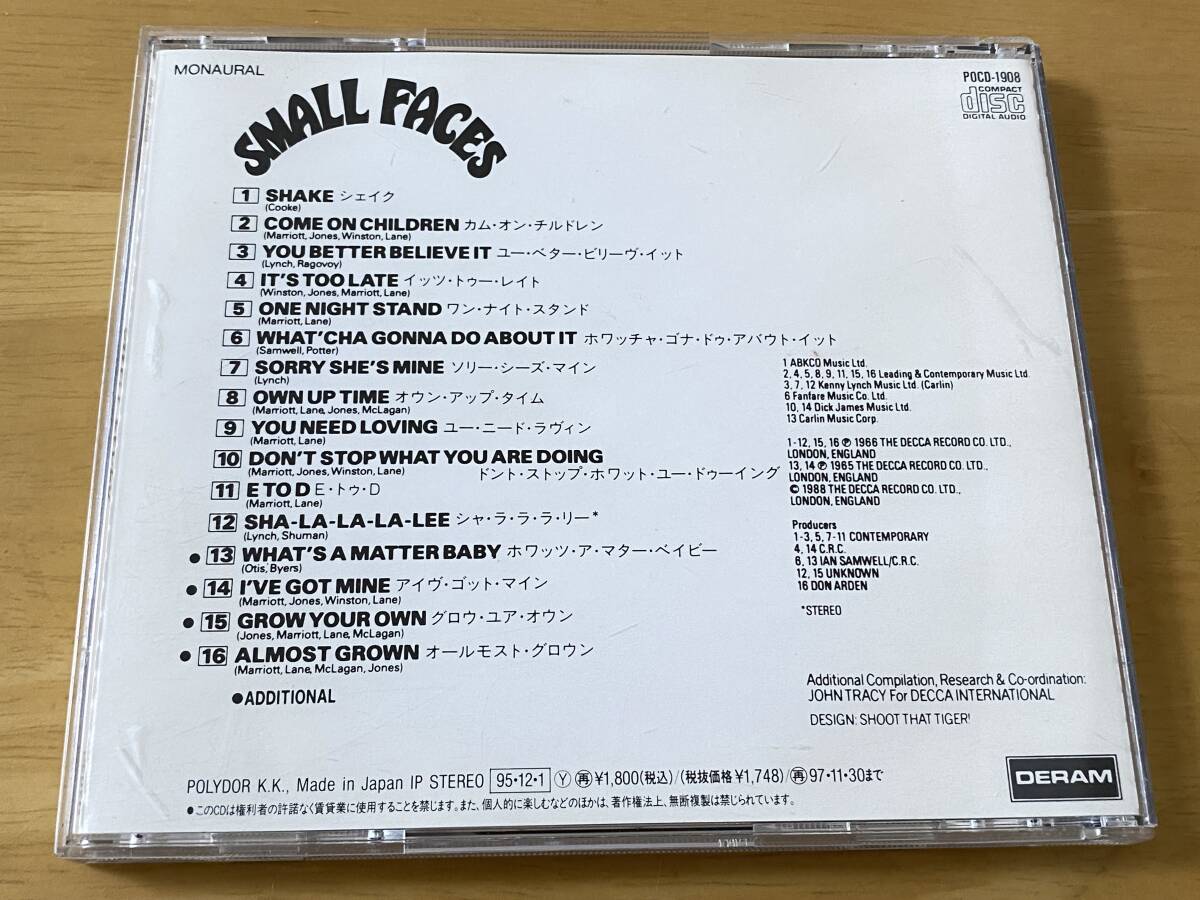 MONAURAL
POCD-1908
COMPACT
disc
DIGITAL AUDIO
SMALL FACES
1 SHAKE シェイク
(Cooke)
2 COME ON CHILDREN カム・オン・チルドレン
(Marriott, Jones, Winston, Lane)
3 YOU BETTER BELIEVE IT ユー・ベター・ビリーヴ・イット
(Lynch, Ragovoy)
4 IT'S TOO LATE イッツ・トゥー・レイト
(Winston, Jones, Marriott, Lane)
5 ONE NIGHT STAND ワン・ナイト・スタンド
(Marriott, Lane)
6 WHAT'CHA GONNA DO ABOUT IT ホワッチャ・ゴナ・ドゥ・アバウト・イット
(Samwell, Potter)
7 SORRY SHE'S MINE ソリー・シーズ・マイン
(Lynch)
8 OWN UP TIME オウン・アップ・タイム
(Marriott, Lane, Jones, McLagan)
9 YOU NEED LOVING ユー・ニード・ラヴィン
(Marriott, Lane)
10 DON'T STOP WHAT YOU ARE DOING
(Marriott, Jones, Winston, Lane) ドント・ストップ・ホワット・ユー・ドゥーイング
11 E TO D E・トゥ・D
(Marriott, Lane)
12 SHA-LA-LA-LA-LEE シャ・ラ・ラ・ラ・リー*
(Lynch, Shuman)
●13 WHAT'S A MATTER BABY ホワッツ・ア・マター・ベイビー
(Otis, Byers)
●14 I'VE GOT MINE アイヴ・ゴット・マイン
(Marriott, Jones, Winston, Lane)
●15 GROW YOUR OWN グロウ・ユア・オウン
(Jones, Marriott, Lane, McLagan)
●16 ALMOST GROWN オールモスト・グロウン
(Marriott, Lane, McLagan, Jones)
●ADDITIONAL
1 ABKCO Music Ltd.
2, 4, 5, 8, 9, 11, 15, 16 Leading & Contemporary Music Ltd.
3, 7, 12 Kenny Lynch Music Ltd. (Carlin)
6 Fanfare Music Co. Ltd.
10, 14 Dick James Music Ltd.
13 Carlin Music Corp.
1-12, 15, 16 ℗ 1966 THE DECCA RECORD CO. LTD.,
LONDON, ENGLAND
13, 14 ℗ 1965 THE DECCA RECORD CO. LTD.,
LONDON, ENGLAND
© 1988 THE DECCA RECORD CO. LTD.,
LONDON, ENGLAND
Producers
1-3, 5, 7-11 CONTEMPORARY
4, 14 C.R.C.
6, 13 IAN SAMWELL/C.R.C.
12, 15 UNKNOWN
16 DON ARDEN
*STEREO
Additional Compilation, Research & Co-ordination:
JOHN TRACY For DECCA INTERNATIONAL
DESIGN: SHOOT THAT TIGER!
POLYDOR K.K., Made in Japan IP STEREO 95・12・1 Ⓨ㊢¥1,800(税込)/(税抜価格¥1,748)/㊢97・11・30まで
●このCDは権利者の許諾なく賃貸業に使用することを禁じます。また、個人的に楽しむなどのほかは、著作権法上、無断複製は禁じられています。
DERAM